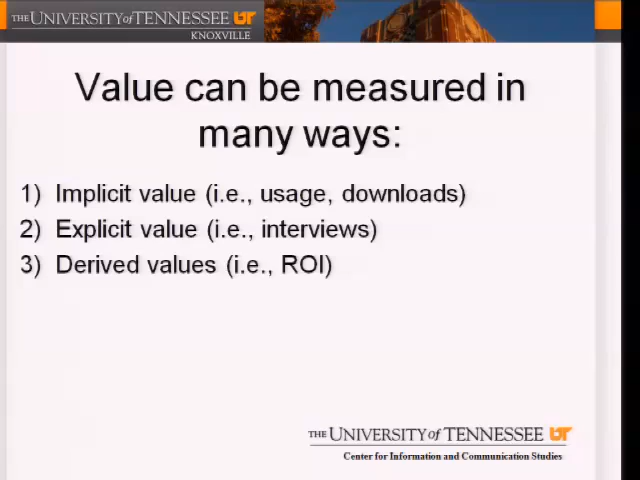 THE UNIVERSITY of TENNESSEE UT
KNOXVILLE
Value can be measured in
many ways:
1) Implicit value (i.e., usage, downloads)
2) Explicit value (i.e., interviews)
3) Derived values (i.e., ROI)
THE UNIVERSITY of TENNESSEE UT
Center for Information and Communication Studies